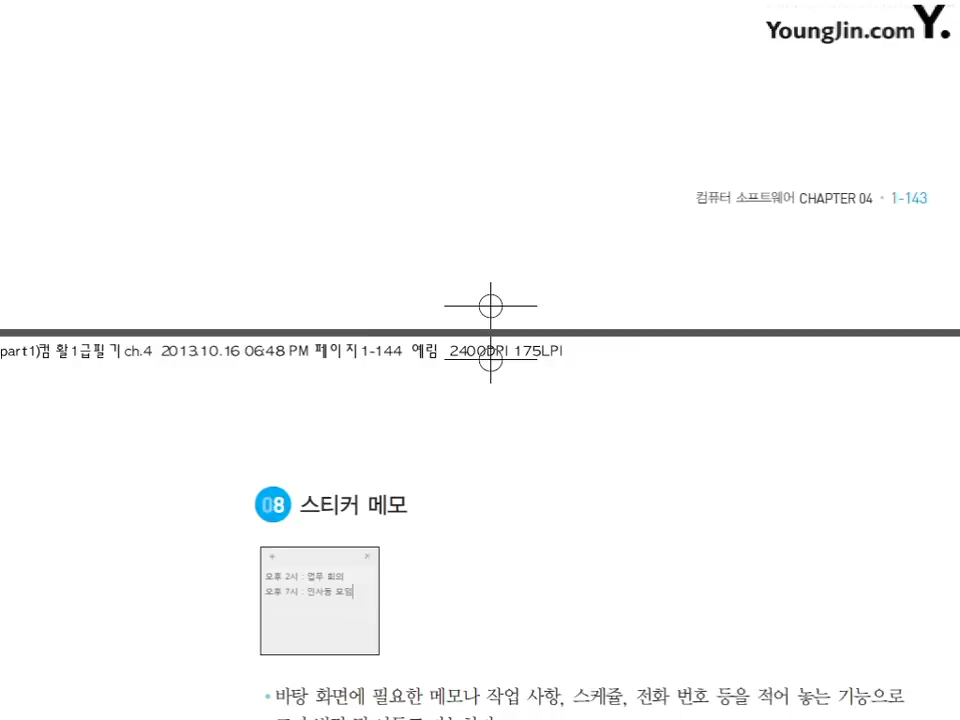 YoungJin.com Y.
컴퓨터 소프트웨어 CHAPTER 04 • 1-143
part1)컴활1급필기ch.4 2013.10.16 06:48 PM 페이지1-144 예림 2400DPI 175LPI
08 스티커 메모
오후 2시 : 업무 회의
오후 7시 : 인사동 모임
• 바탕 화면에 필요한 메모나 작업 사항, 스케줄, 전화 번호 등을 적어 놓는 기능으로